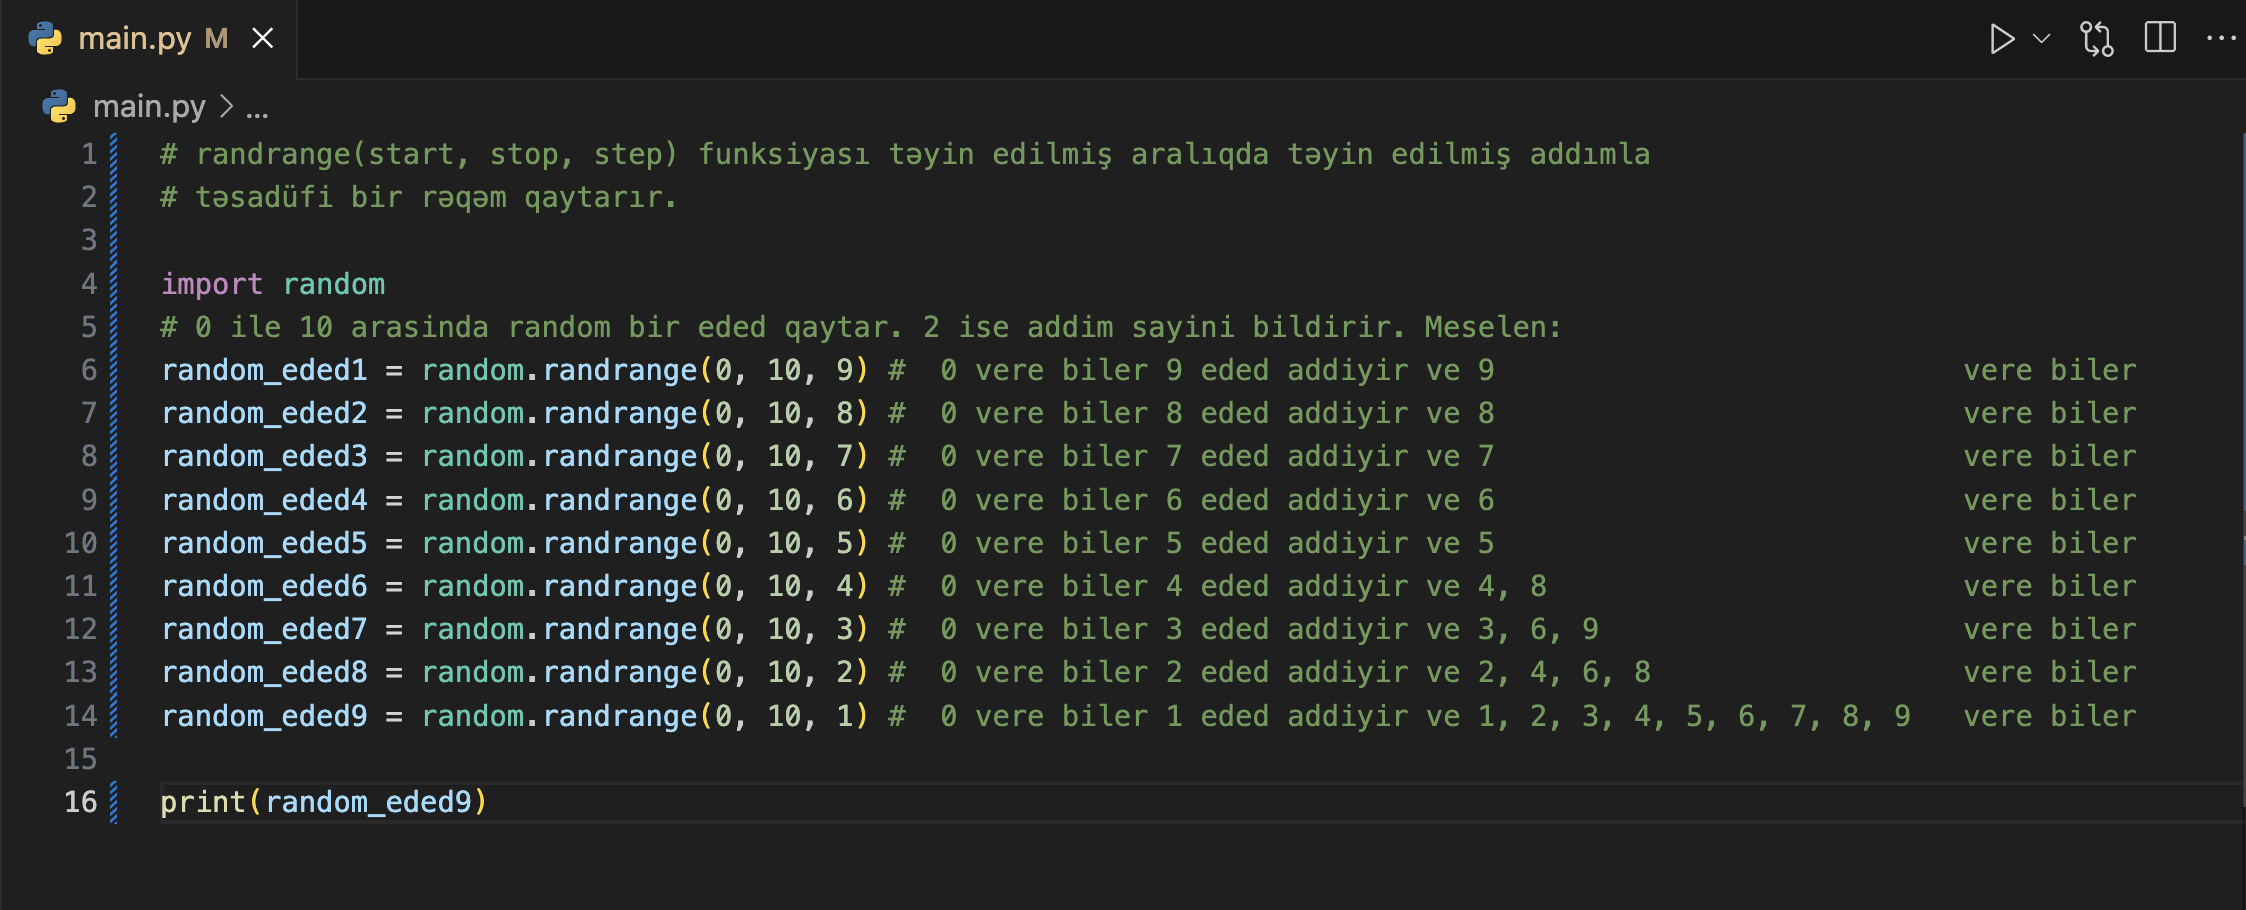 main.py M
main.py > ...
1 # randrange(start, stop, step) funksiyası təyin edilmiş aralıqda təyin edilmiş addımla
2 # təsadüfi bir rəqəm qaytarır.
3
4 import random
5 # 0 ile 10 arasinda random bir eded qaytar. 2 ise addim sayini bildirir. Meselen:
6 random_eded1 = random.randrange(0, 10, 9) #  0 vere biler 9 eded addiyir ve 9                           vere biler
7 random_eded2 = random.randrange(0, 10, 8) #  0 vere biler 8 eded addiyir ve 8                           vere biler
8 random_eded3 = random.randrange(0, 10, 7) #  0 vere biler 7 eded addiyir ve 7                           vere biler
9 random_eded4 = random.randrange(0, 10, 6) #  0 vere biler 6 eded addiyir ve 6                           vere biler
10 random_eded5 = random.randrange(0, 10, 5) #  0 vere biler 5 eded addiyir ve 5                           vere biler
11 random_eded6 = random.randrange(0, 10, 4) #  0 vere biler 4 eded addiyir ve 4, 8                        vere biler
12 random_eded7 = random.randrange(0, 10, 3) #  0 vere biler 3 eded addiyir ve 3, 6, 9                     vere biler
13 random_eded8 = random.randrange(0, 10, 2) #  0 vere biler 2 eded addiyir ve 2, 4, 6, 8                  vere biler
14 random_eded9 = random.randrange(0, 10, 1) #  0 vere biler 1 eded addiyir ve 1, 2, 3, 4, 5, 6, 7, 8, 9   vere biler
15
16 print(random_eded9)